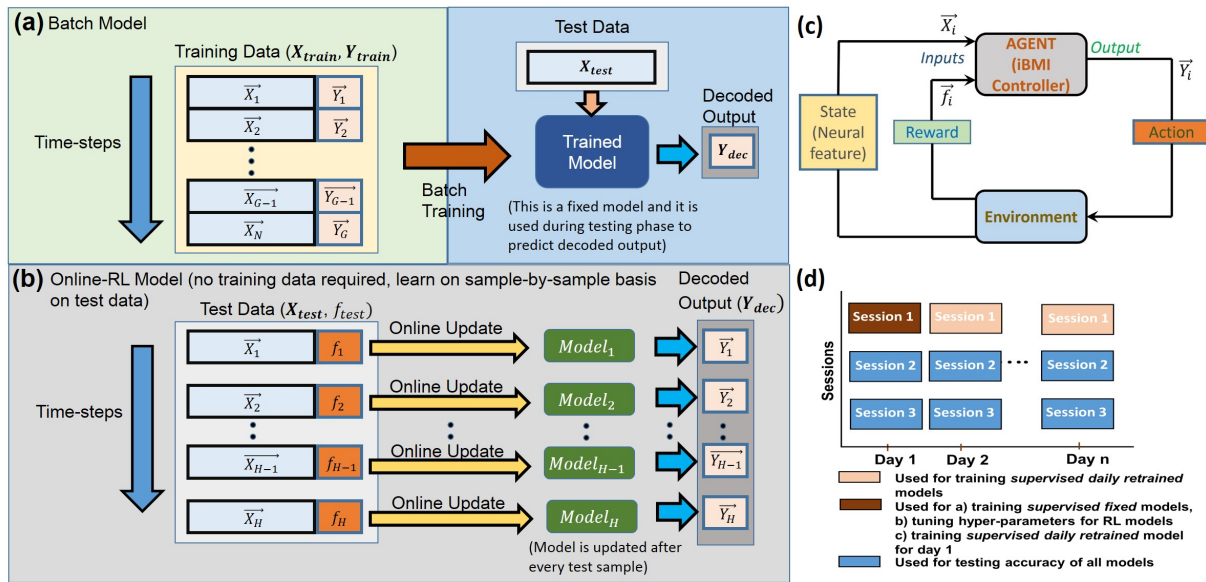 (a) Batch Model
Training Data (X_train, Y_train)
Time-steps
X⃗_1 Y⃗_1
X⃗_2 Y⃗_2
X⃗_{G−1} Y⃗_{G−1}
X⃗_N Y⃗_G
Batch
Training
Test Data
X_test
Trained
Model
Decoded
Output
Y_dec
(This is a fixed model and it is
used during testing phase to
predict decoded output)
(b) Online-RL Model (no training data required, learn on sample-by-sample basis
on test data)
Test Data (X_test, f_test)
Decoded
Output (Y_dec)
Time-steps
X⃗_1 f_1 Online Update Model_1 Y⃗_1
X⃗_2 f_2 Online Update Model_2 Y⃗_2
X⃗_{H−1} f_{H−1} Online Update Model_{H−1} Y⃗_{H−1}
X⃗_H f_H Online Update Model_H Y⃗_H
(Model is updated after
every test sample)
(c)
X⃗_i
Inputs
AGENT
(iBMI
Controller)
Output
Y⃗_i
f⃗_i
State
(Neural
feature)
Reward
Action
Environment
(d)
Sessions
Session 1 Session 1 Session 1
Session 2 Session 2 ... Session 2
Session 3 Session 3 Session 3
Day 1 Day 2 Day n
Used for training supervised daily retrained
models
Used for a) training supervised fixed models,
b) tuning hyper-parameters for RL models
c) training supervised daily retrained model
for day 1
Used for testing accuracy of all models